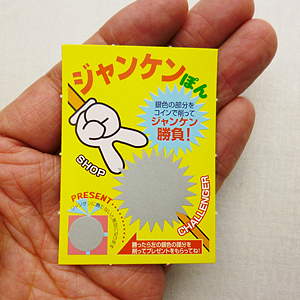 ジャンケンぽん
銀色の部分を
コインで削って
ジャンケン
勝負!
SHOP
CHALLENGER
PRESENT
勝ったら左の銀色の部分を
削ってプレゼントをもらってね!